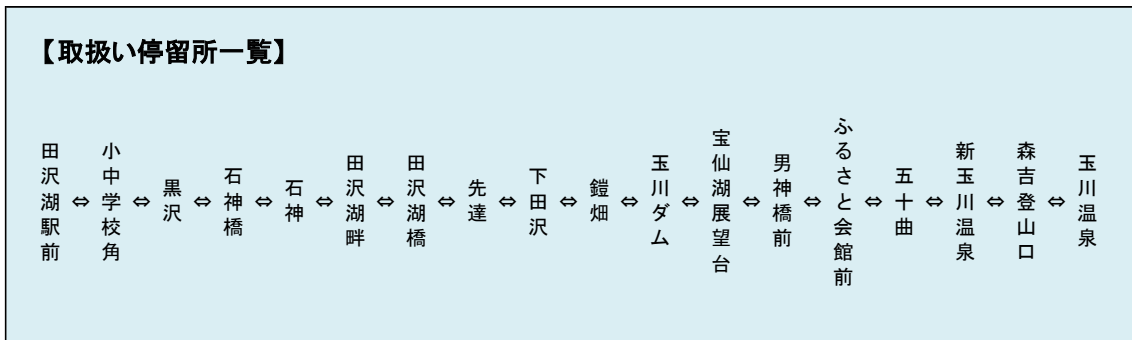 【取扱い停留所一覧】
田沢湖駅前 ⇔ 小中学校角 ⇔ 黒沢 ⇔ 石神橋 ⇔ 石神 ⇔ 田沢湖畔 ⇔ 田沢湖橋 ⇔ 先達 ⇔ 下田沢 ⇔ 鎧畑 ⇔ 玉川ダム ⇔ 宝仙湖展望台 ⇔ 男神橋前 ⇔ ふるさと会館前 ⇔ 五十曲 ⇔ 新玉川温泉 ⇔ 森吉登山口 ⇔ 玉川温泉